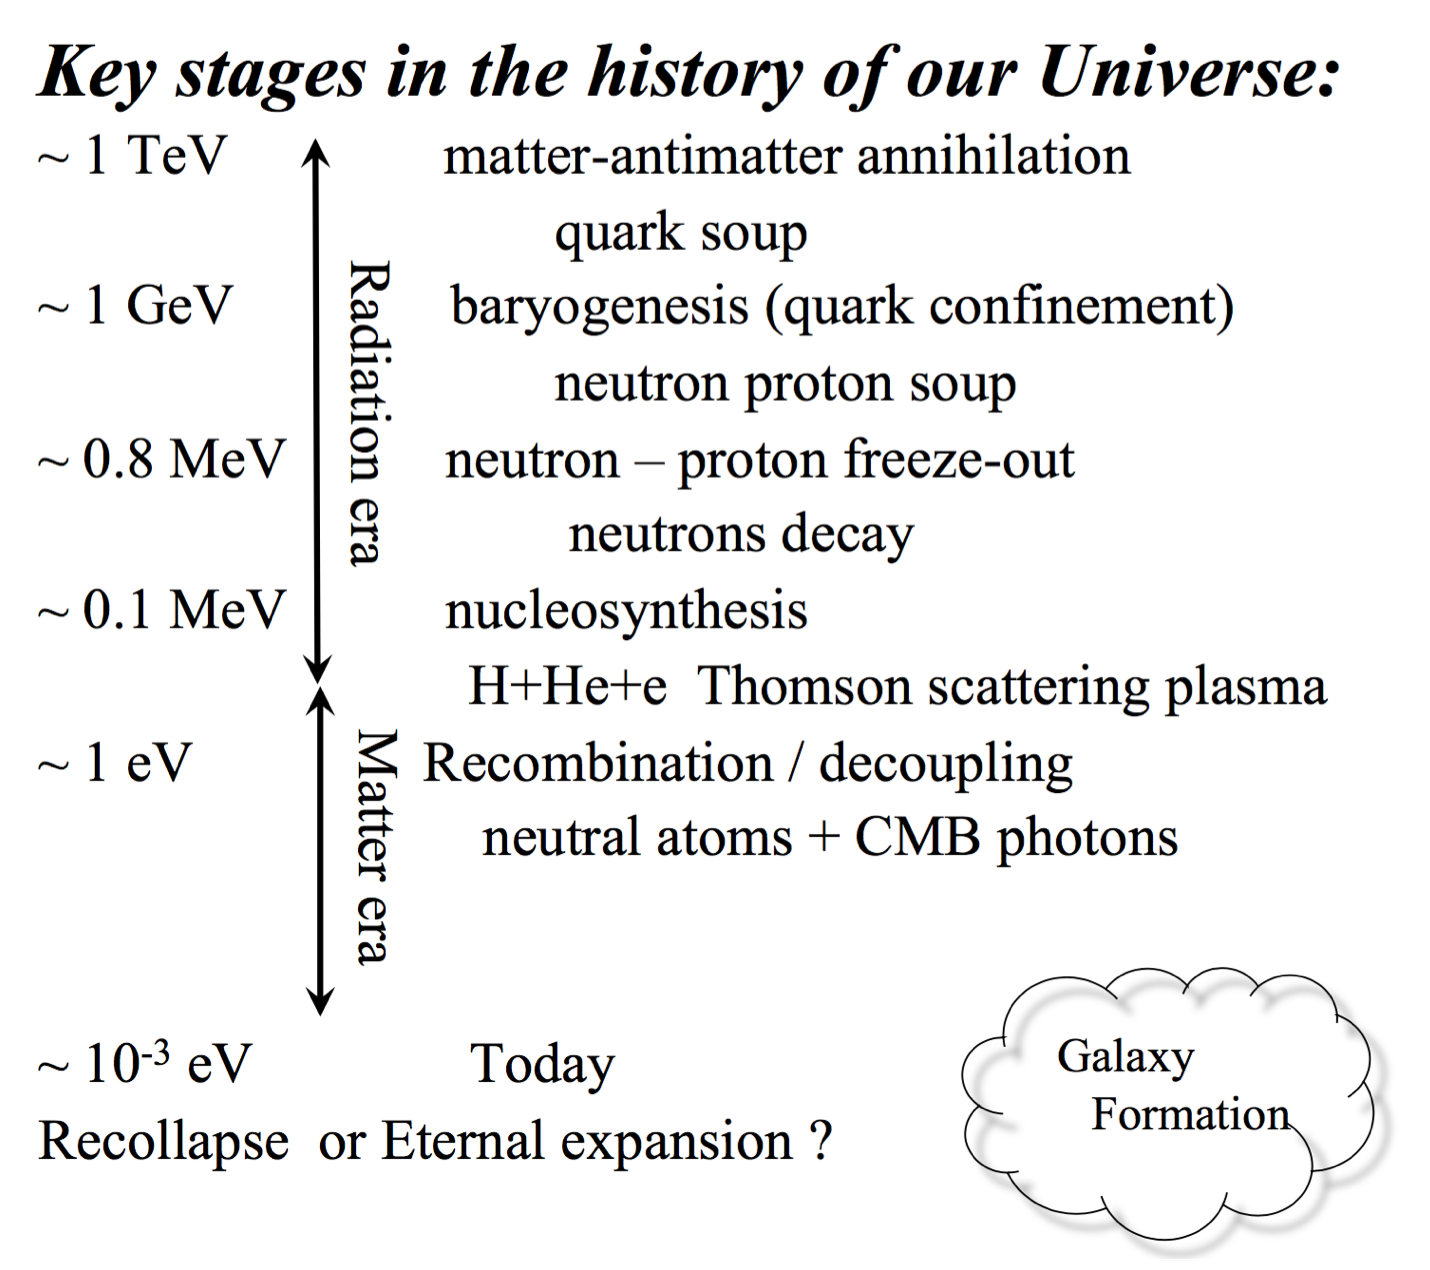 Key stages in the history of our Universe:
~ 1 TeV matter-antimatter annihilation
quark soup
~ 1 GeV baryogenesis (quark confinement)
neutron proton soup
~ 0.8 MeV neutron – proton freeze-out
neutrons decay
~ 0.1 MeV nucleosynthesis
H+He+e Thomson scattering plasma
~ 1 eV Recombination / decoupling
neutral atoms + CMB photons
Radiation era
Matter era
~ 10⁻³ eV Today
Recollapse or Eternal expansion ?
Galaxy
Formation